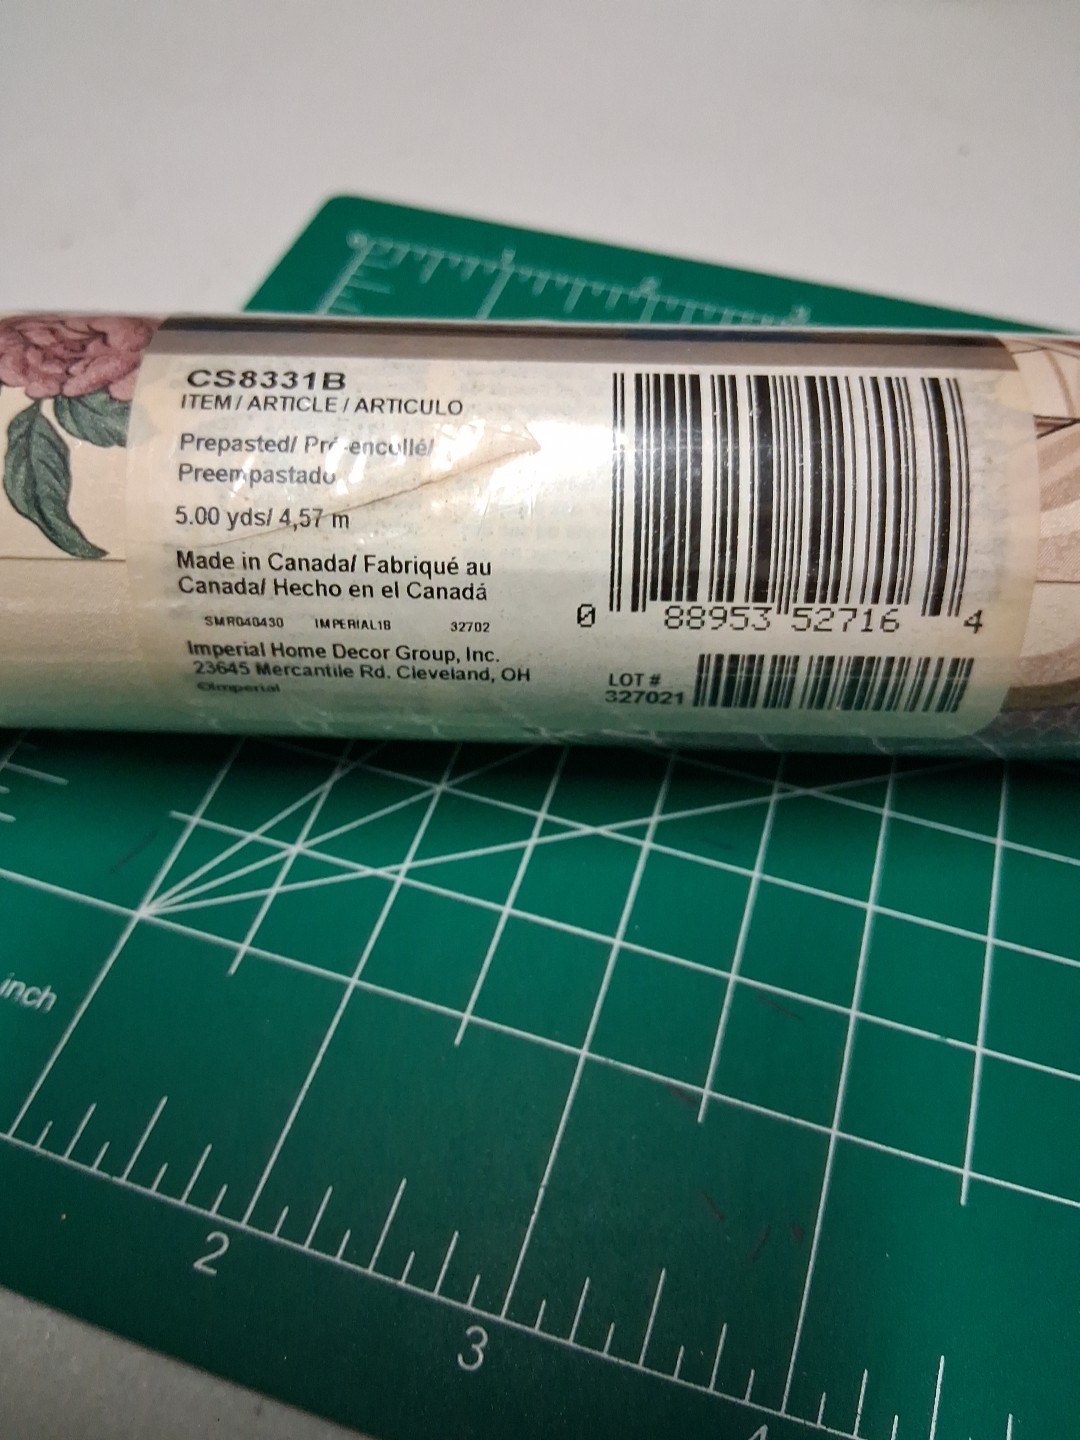 CS8331B
ITEM / ARTICLE / ARTICULO
Prepasted/ Pré-encollé/
Preempastado
5.00 yds/ 4,57 m
Made in Canada/ Fabriqué au
Canada/ Hecho en el Canadá
SMR040430 IMPERIAL18 32702
Imperial Home Decor Group, Inc.
23645 Mercantile Rd. Cleveland, OH
©Imperial
0 88953 52716 4
LOT #
327021
inch
2
3
4